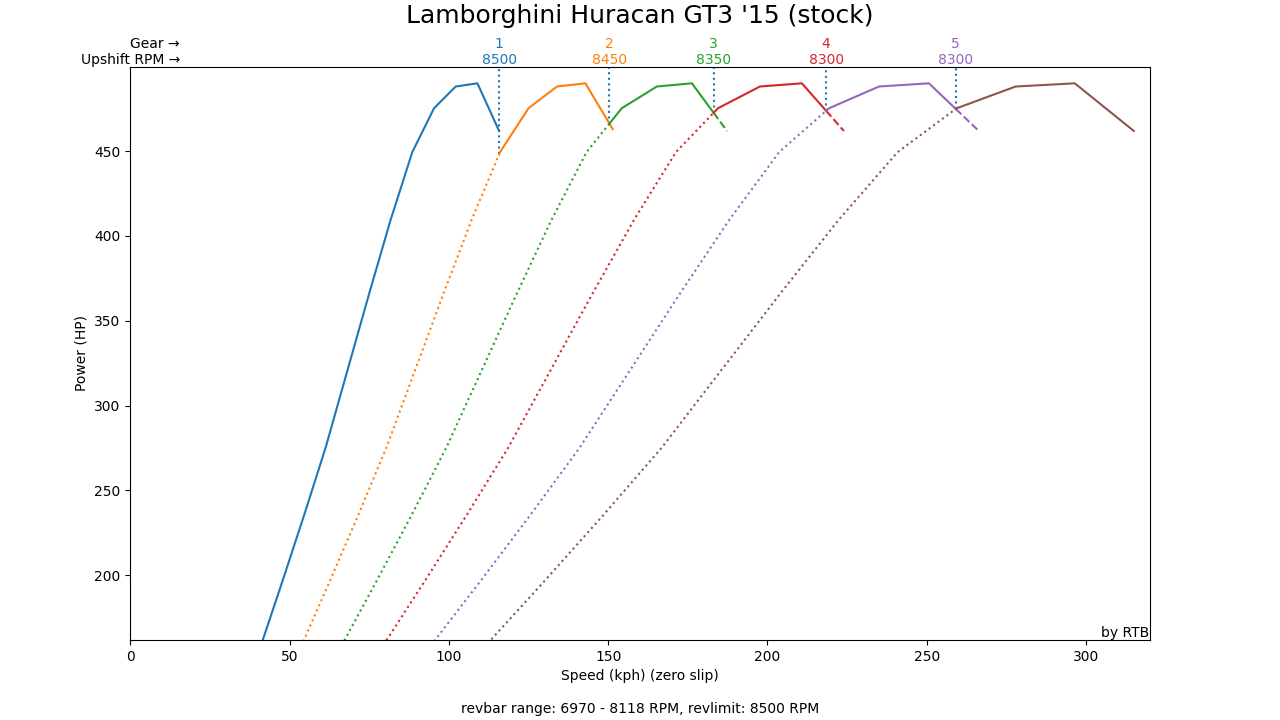 Lamborghini Huracan GT3 '15 (stock)
Gear → 1 2 3 4 5
Upshift RPM → 8500 8450 8350 8300 8300
450
400
350
300
250
200
Power (HP)
by RTB
0 50 100 150 200 250 300
Speed (kph) (zero slip)
revbar range: 6970 - 8118 RPM, revlimit: 8500 RPM